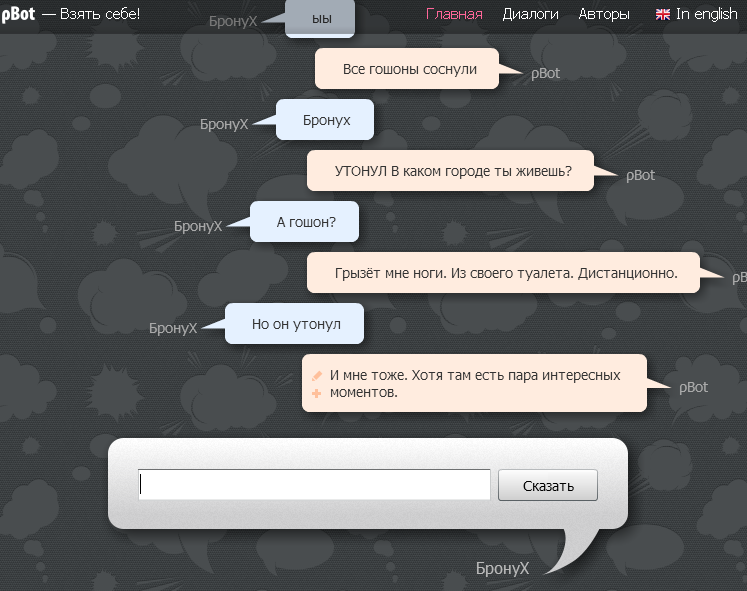 ρBot — Взять себе!
Главная Диалоги Авторы In english
БронуХ
ыы
Все гошоны соснули
ρBot
БронуХ
Бронух
УТОНУЛ В каком городе ты живешь?
ρBot
БронуХ
А гошон?
Грызёт мне ноги. Из своего туалета. Дистанционно.
ρB
БронуХ
Но он утонул
И мне тоже. Хотя там есть пара интересных
моментов.
ρBot
Сказать
БронуХ